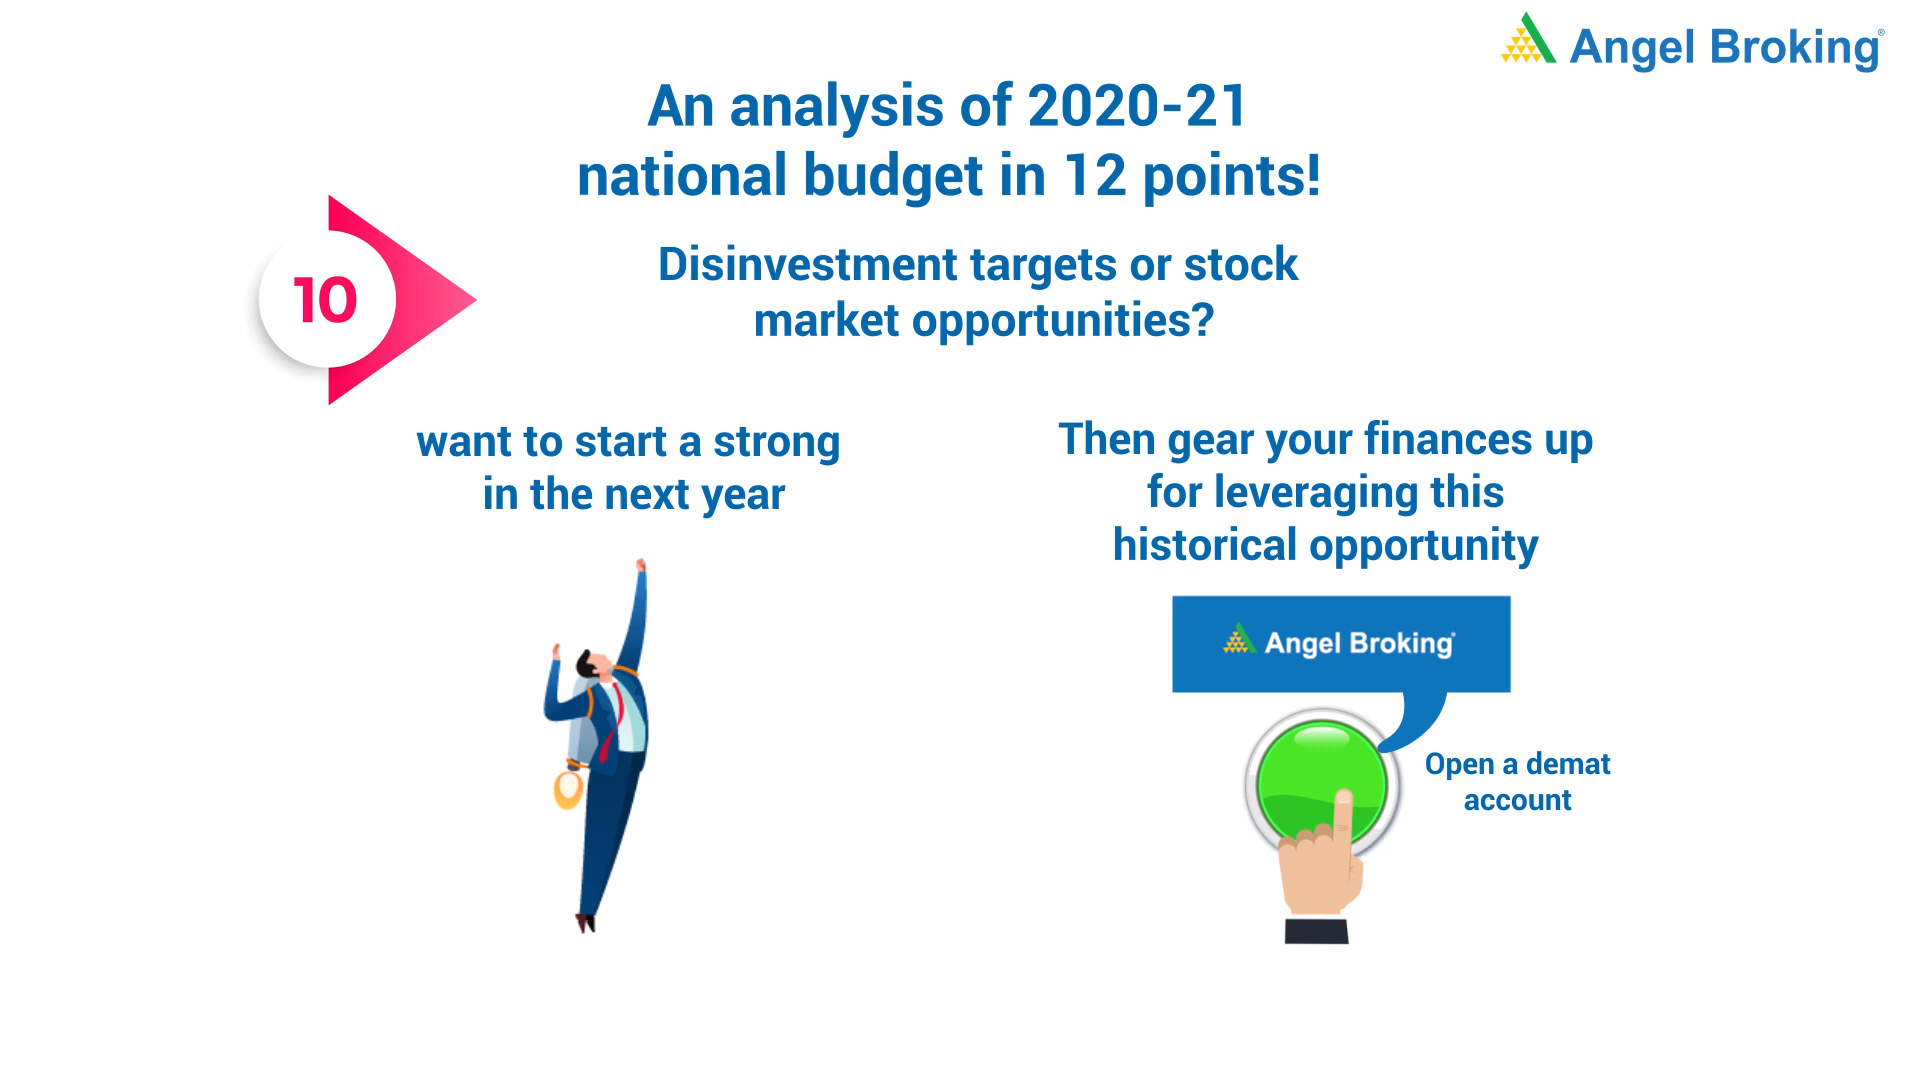 Angel Broking®
An analysis of 2020-21
national budget in 12 points!
10
Disinvestment targets or stock
market opportunities?
want to start a strong
in the next year
Then gear your finances up
for leveraging this
historical opportunity
Angel Broking
Open a demat
account